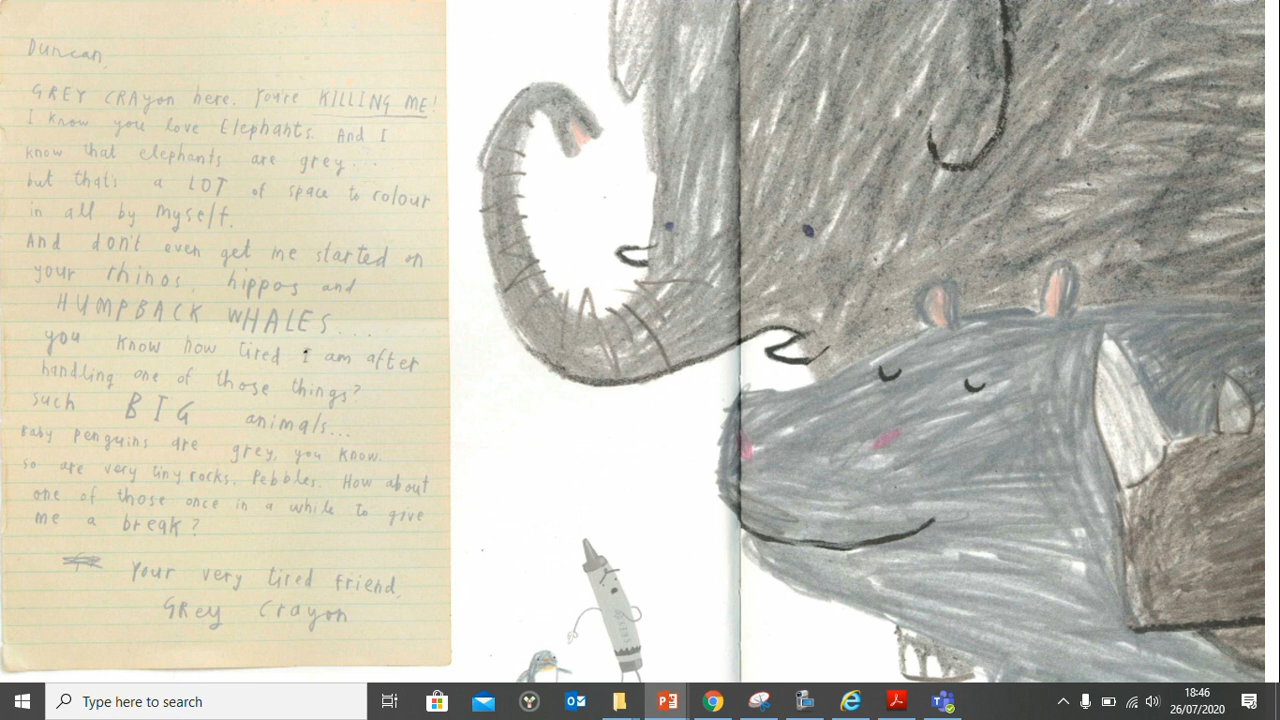 Duncan,
GREY CRAyon here. You're KILLING ME!
I know you love Elephants. And I
know that elephants are grey...
but that's a LOT of space to colour
in all by myself.
And don't even get me started on
your rhinos, hippos and
HUMPBACK WHALES....
you know how tired I am after
handling one of those things?
such BIG animals...
Baby penguins are grey, you know.
so are very tiny rocks. Pebbles. How about
one of those once in a while to give
me a break?
Your very tired friend,
GREY Crayon
GREY
Type here to search
18:46
26/07/2020